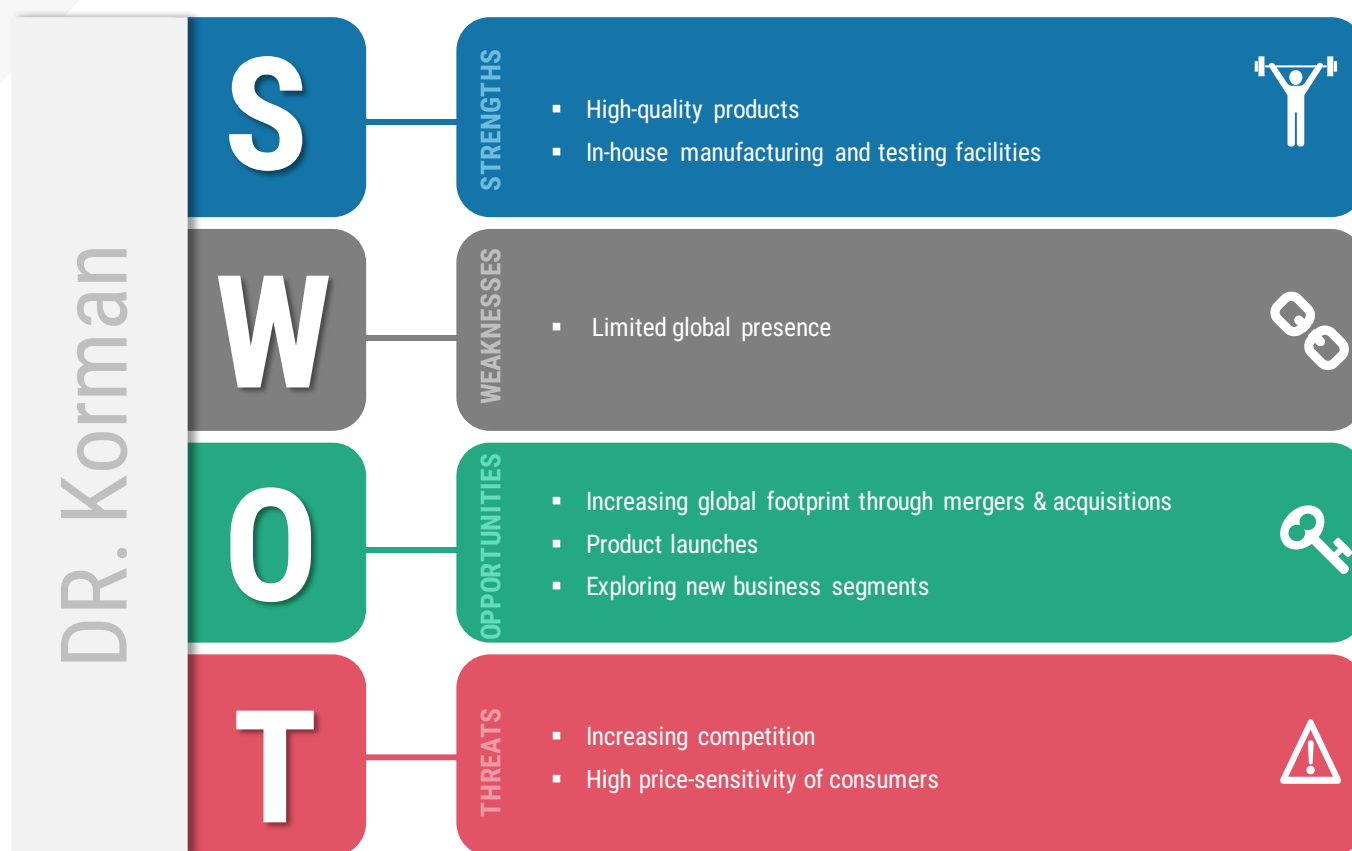 DR. Korman
S
STRENGTHS
▪ High-quality products
▪ In-house manufacturing and testing facilities
W
WEAKNESSES
▪ Limited global presence
O
OPPORTUNITIES
▪ Increasing global footprint through mergers & acquisitions
▪ Product launches
▪ Exploring new business segments
T
THREATS
▪ Increasing competition
▪ High price-sensitivity of consumers